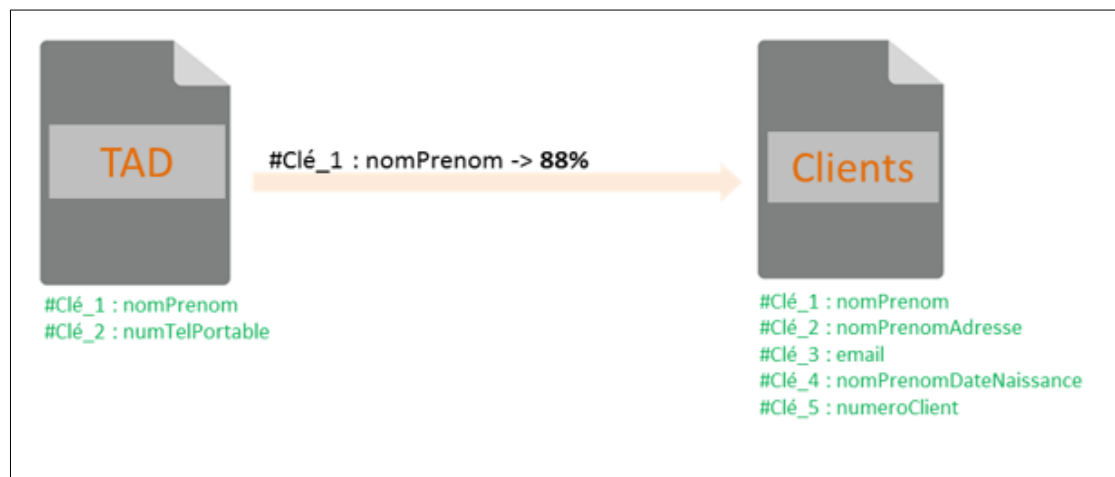 TAD
#Clé_1 : nomPrenom -> 88%
Clients
#Clé_1 : nomPrenom
#Clé_2 : numTelPortable
#Clé_1 : nomPrenom
#Clé_2 : nomPrenomAdresse
#Clé_3 : email
#Clé_4 : nomPrenomDateNaissance
#Clé_5 : numeroClient